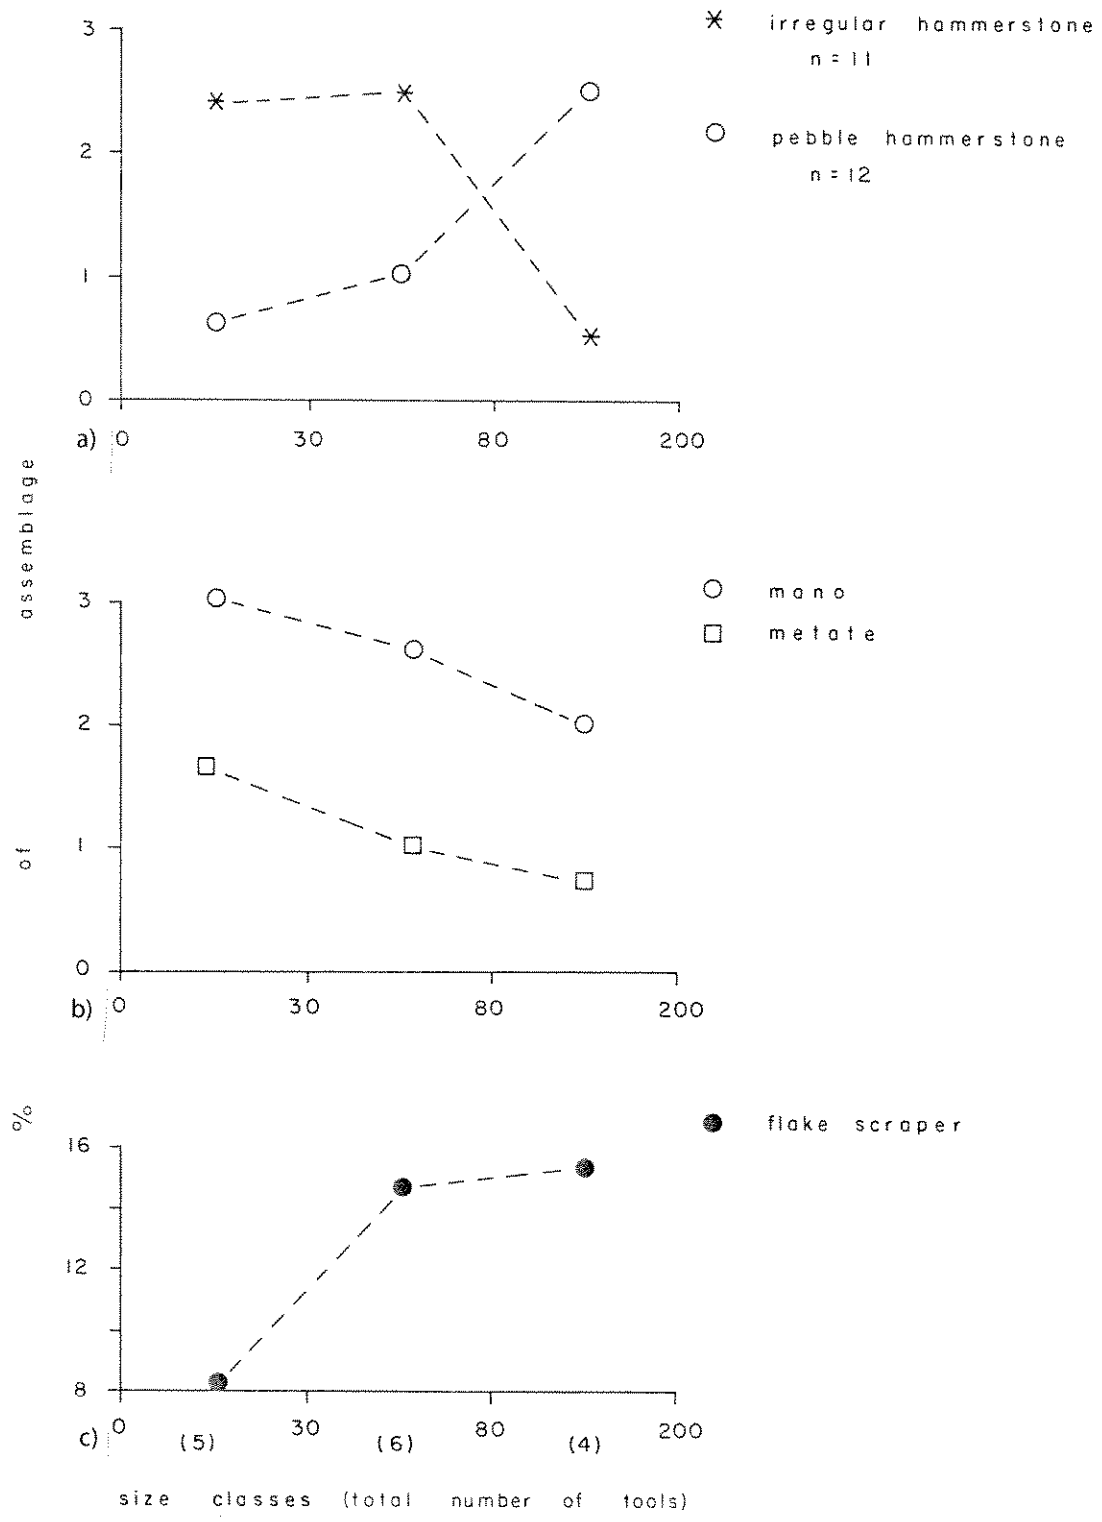 3
2
1
0
a) 0 30 80 200
irregular hammerstone
n=11
pebble hammerstone
n=12
% of assemblage
3
2
1
0
b) 0 30 80 200
mano
metate
16
12
8
c) 0 30 80 200
(5) (6) (4)
flake scraper
size classes (total number of tools)